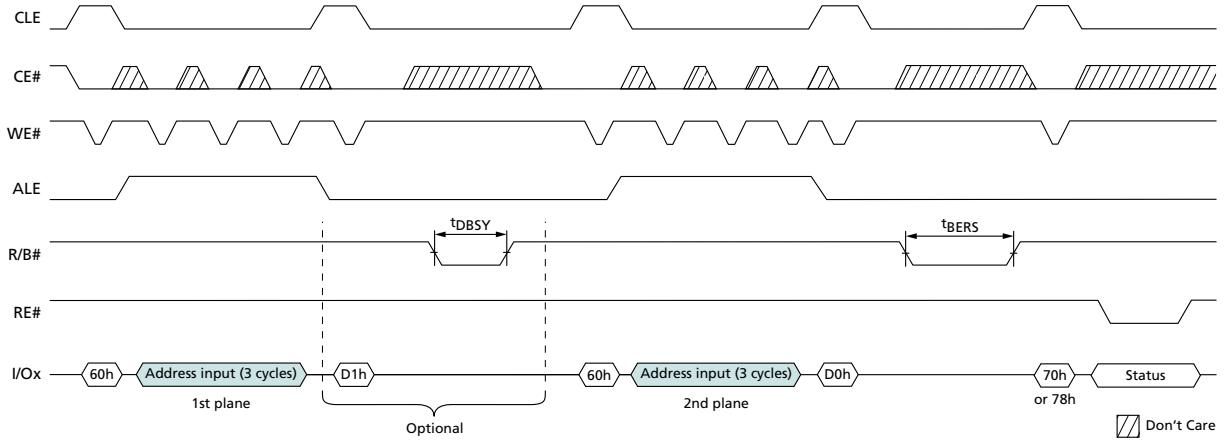 CLE
CE#
WE#
ALE
R/B#
tDBSY
tBERS
RE#
I/Ox
60h
Address input (3 cycles)
D1h
60h
Address input (3 cycles)
D0h
70h
Status
1st plane
2nd plane
or 78h
Optional
Don't Care